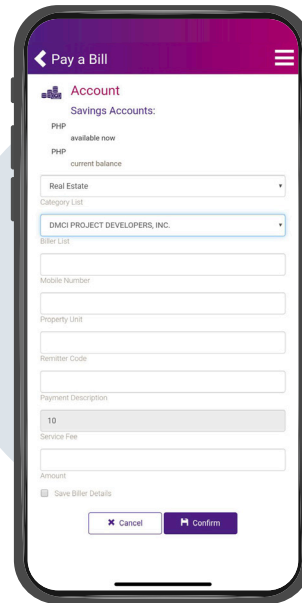 Pay a Bill
Account
Savings Accounts:
PHP
available now
PHP
current balance
Real Estate
Category List
DMCI PROJECT DEVELOPERS, INC.
Biller List
Mobile Number
Property Unit
Remitter Code
Payment Description
10
Service Fee
Amount
Save Biller Details
Cancel
Confirm